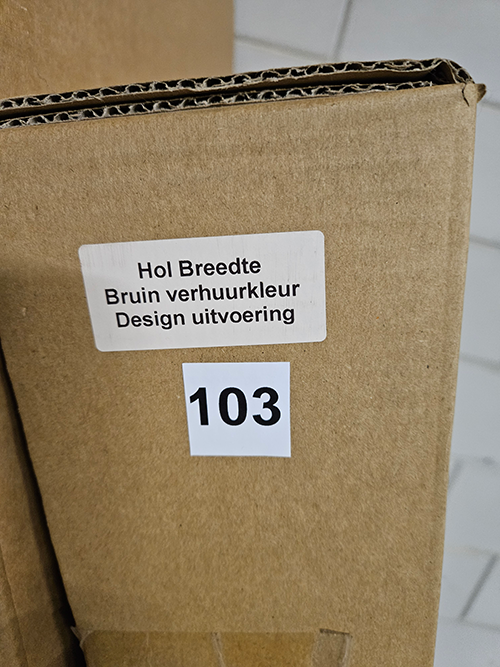 Hol Breedte
Bruin verhuurkleur
Design uitvoering
103